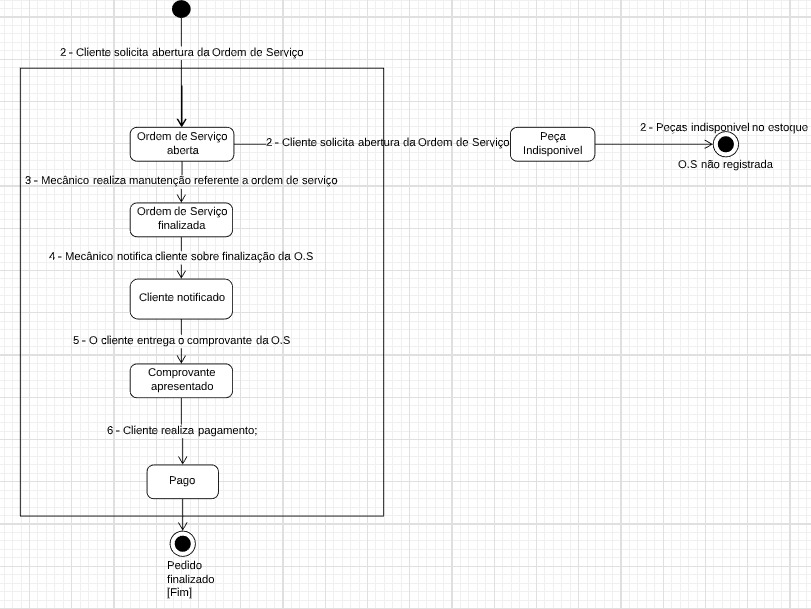 2 - Cliente solicita abertura da Ordem de Serviço
Ordem de Serviço
aberta
2 - Cliente solicita abertura da Ordem de Serviço
Peça
Indisponivel
2 - Peças indisponivel no estoque
O.S não registrada
3 - Mecânico realiza manutenção referente a ordem de serviço
Ordem de Serviço
finalizada
4 - Mecânico notifica cliente sobre finalização da O.S
Cliente notificado
5 - O cliente entrega o comprovante da O.S
Comprovante
apresentado
6 - Cliente realiza pagamento;
Pago
Pedido
finalizado
[Fim]